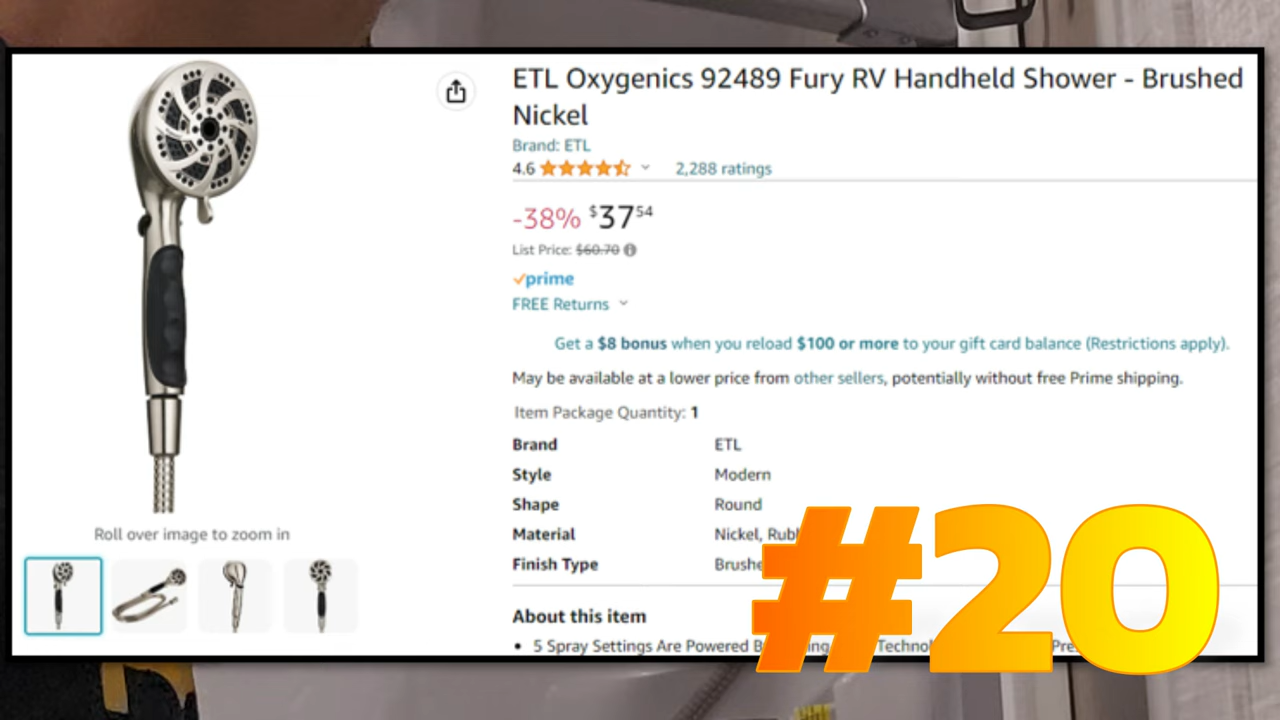 ETL Oxygenics 92489 Fury RV Handheld Shower - Brushed
Nickel
Brand: ETL
4.6 2,288 ratings
-38% $37 54
List Price: $60.70
prime
FREE Returns
Get a $8 bonus when you reload $100 or more to your gift card balance (Restrictions apply).
May be available at a lower price from other sellers, potentially without free Prime shipping.
Item Package Quantity: 1
Brand ETL
Style Modern
Shape Round
Material Nickel,
Finish Type
About this item
• 5 Spray Settings Are Powered
Roll over image to zoom in
#20